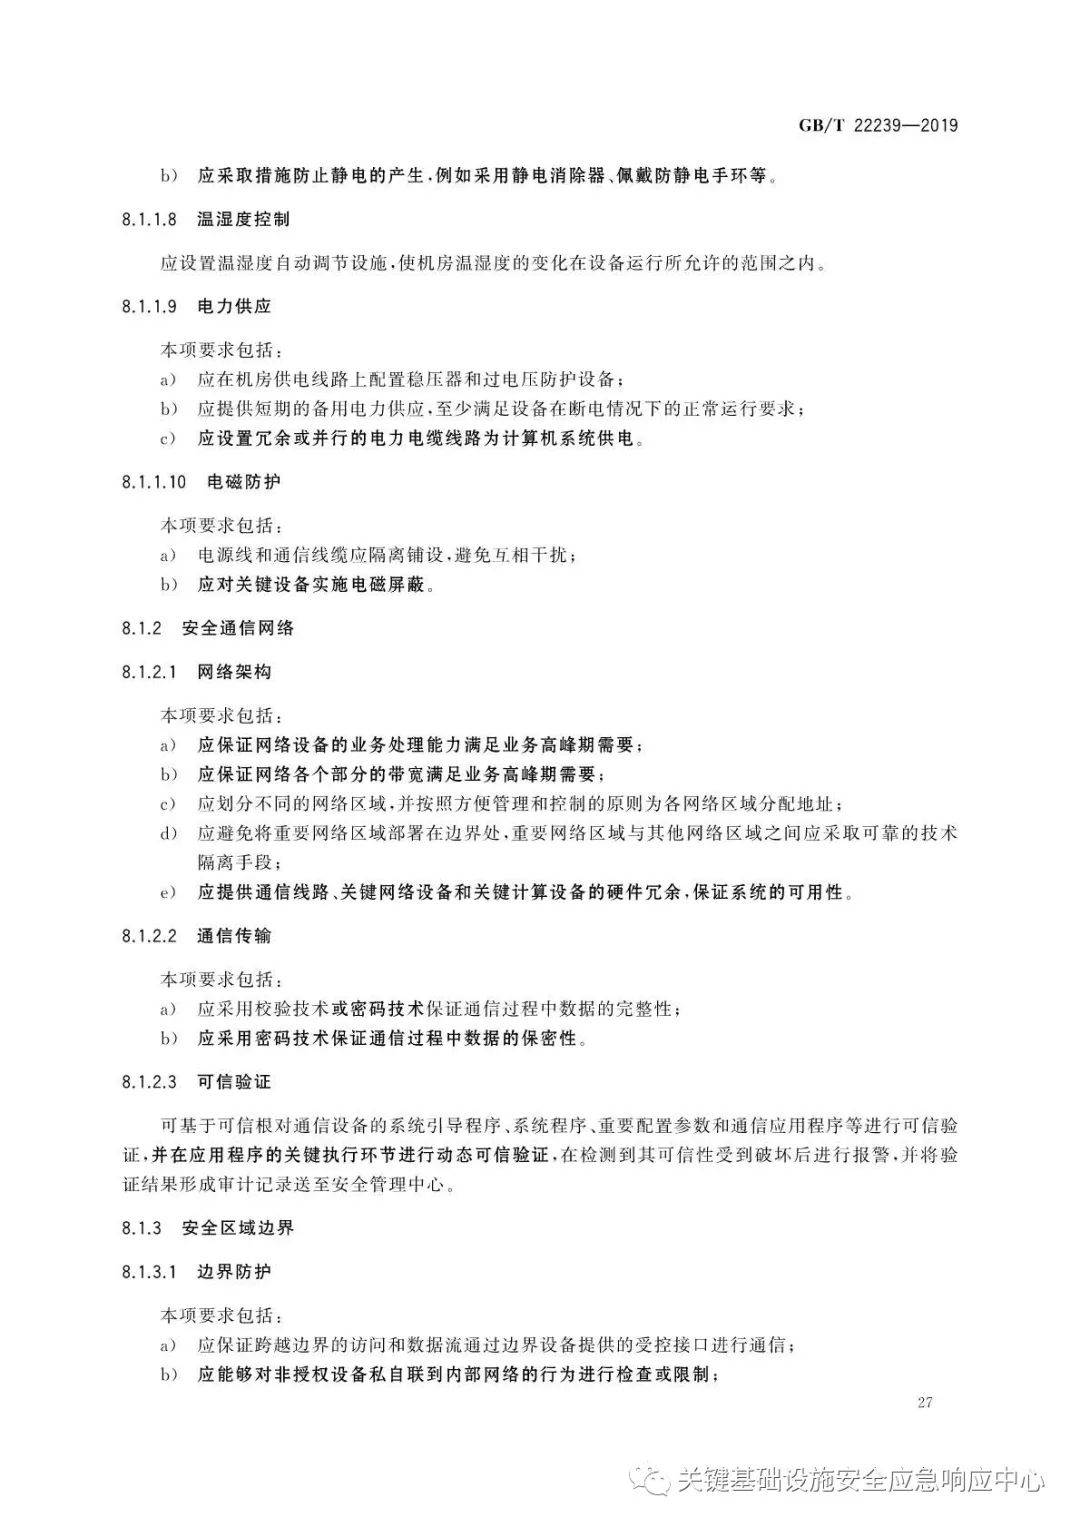 GB/T 22239—2019
b) 应采取措施防止静电的产生,例如采用静电消除器、佩戴防静电手环等。
8.1.1.8 温湿度控制
应设置温湿度自动调节设施,使机房温湿度的变化在设备运行所允许的范围之内。
8.1.1.9 电力供应
本项要求包括:
a) 应在机房供电线路上配置稳压器和过电压防护设备;
b) 应提供短期的备用电力供应,至少满足设备在断电情况下的正常运行要求;
c) 应设置冗余或并行的电力电缆线路为计算机系统供电。
8.1.1.10 电磁防护
本项要求包括:
a) 电源线和通信线缆应隔离铺设,避免互相干扰;
b) 应对关键设备实施电磁屏蔽。
8.1.2 安全通信网络
8.1.2.1 网络架构
本项要求包括:
a) 应保证网络设备的业务处理能力满足业务高峰期需要;
b) 应保证网络各个部分的带宽满足业务高峰期需要;
c) 应划分不同的网络区域,并按照方便管理和控制的原则为各网络区域分配地址;
d) 应避免将重要网络区域部署在边界处,重要网络区域与其他网络区域之间应采取可靠的技术
隔离手段;
e) 应提供通信线路、关键网络设备和关键计算设备的硬件冗余,保证系统的可用性。
8.1.2.2 通信传输
本项要求包括:
a) 应采用校验技术或密码技术保证通信过程中数据的完整性;
b) 应采用密码技术保证通信过程中数据的保密性。
8.1.2.3 可信验证
可基于可信根对通信设备的系统引导程序、系统程序、重要配置参数和通信应用程序等进行可信验
证,并在应用程序的关键执行环节进行动态可信验证,在检测到其可信性受到破坏后进行报警,并将验
证结果形成审计记录送至安全管理中心。
8.1.3 安全区域边界
8.1.3.1 边界防护
本项要求包括:
a) 应保证跨越边界的访问和数据流通过边界设备提供的受控接口进行通信;
b) 应能够对非授权设备私自联到内部网络的行为进行检查或限制;
27
关键基础设施安全应急响应中心